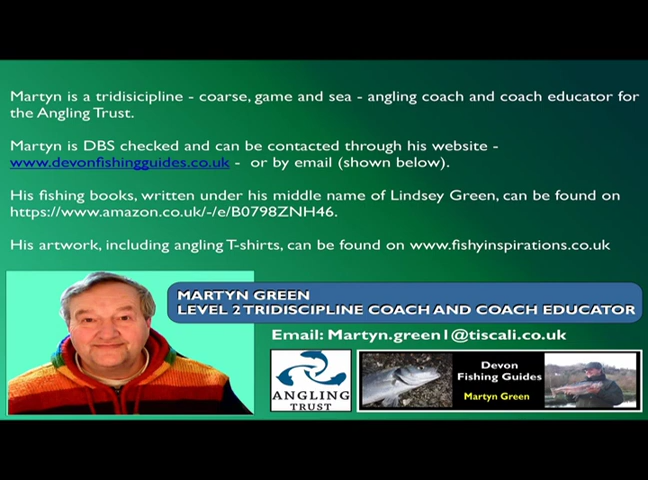 Martyn is a tridisicipline - coarse, game and sea - angling coach and coach educator for
the Angling Trust.
Martyn is DBS checked and can be contacted through his website -
www.devonfishingguides.co.uk - or by email (shown below).
His fishing books, written under his middle name of Lindsey Green, can be found on
https://www.amazon.co.uk/-/e/B0798ZNH46.
His artwork, including angling T-shirts, can be found on www.fishyinspirations.co.uk
MARTYN GREEN
LEVEL 2 TRIDISCIPLINE COACH AND COACH EDUCATOR
Email: Martyn.green1@tiscali.co.uk
ANGLING
TRUST
Devon
Fishing Guides
Martyn Green